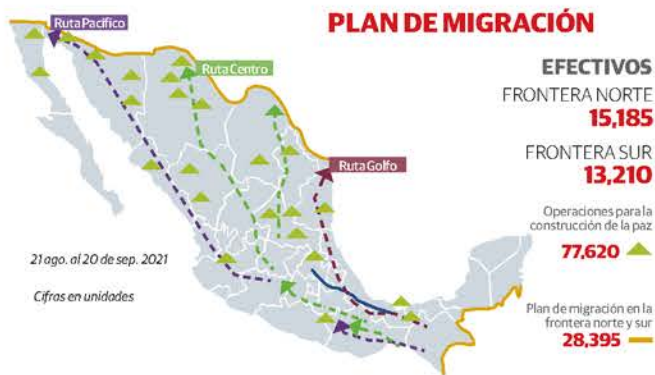 PLAN DE MIGRACIÓN
Ruta Pacífico
Ruta Centro
Ruta Golfo
EFECTIVOS
FRONTERA NORTE
15,185
FRONTERA SUR
13,210
Operaciones para la
construcción de la paz
77,620
Plan de migración en la
frontera norte y sur
28,395
21 ago. al 20 de sep. 2021
Cifras en unidades